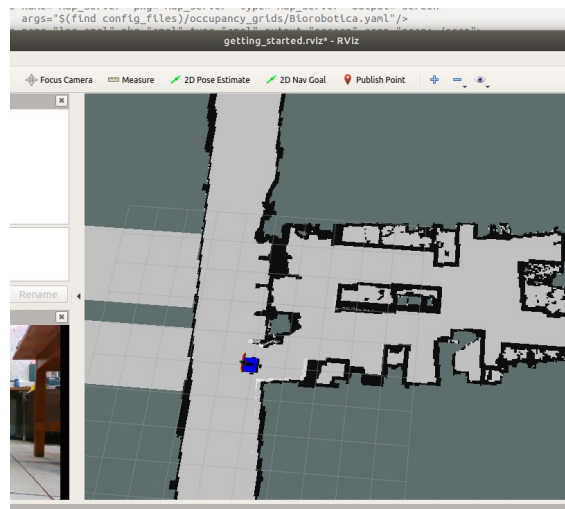 args="$(find config_files)/occupancy_grids/Biorobotica.yaml"/>
getting_started.rviz* - RViz
Focus Camera Measure 2D Pose Estimate 2D Nav Goal Publish Point
Rename